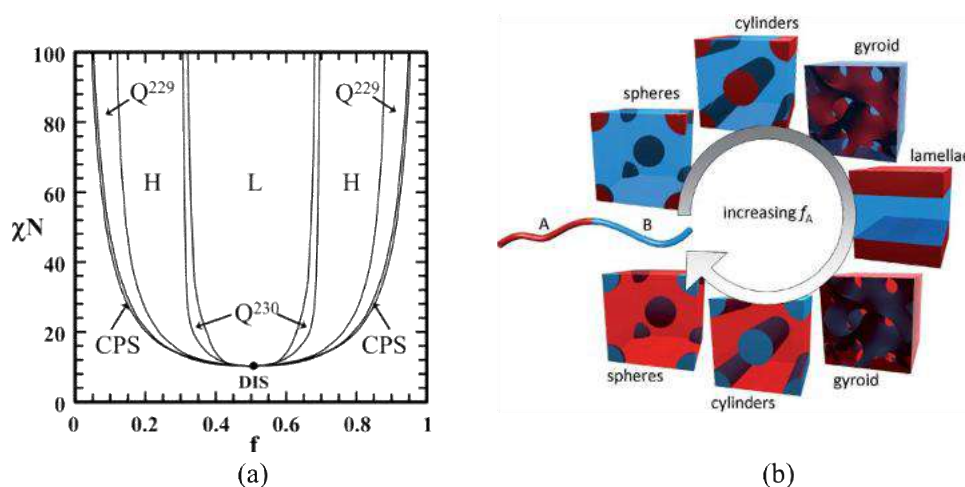 100
80
60
40
20
0
χN
Q²²⁹
Q²²⁹
H
L
H
Q²³⁰
CPS
CPS
DIS
0 0.2 0.4 0.6 0.8 1
f
(a)
cylinders
gyroid
spheres
lamellae
A
B
increasing fA
spheres
cylinders
gyroid
(b)